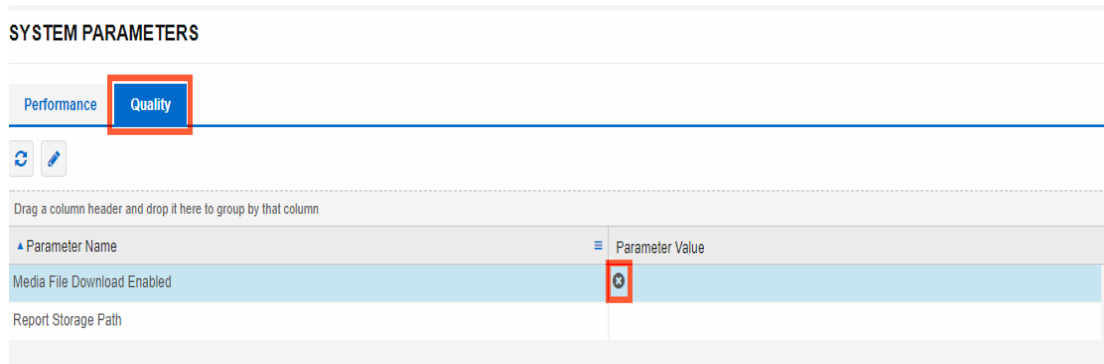 SYSTEM PARAMETERS
Performance Quality
Drag a column header and drop it here to group by that column
Parameter Name Parameter Value
Media File Download Enabled
Report Storage Path